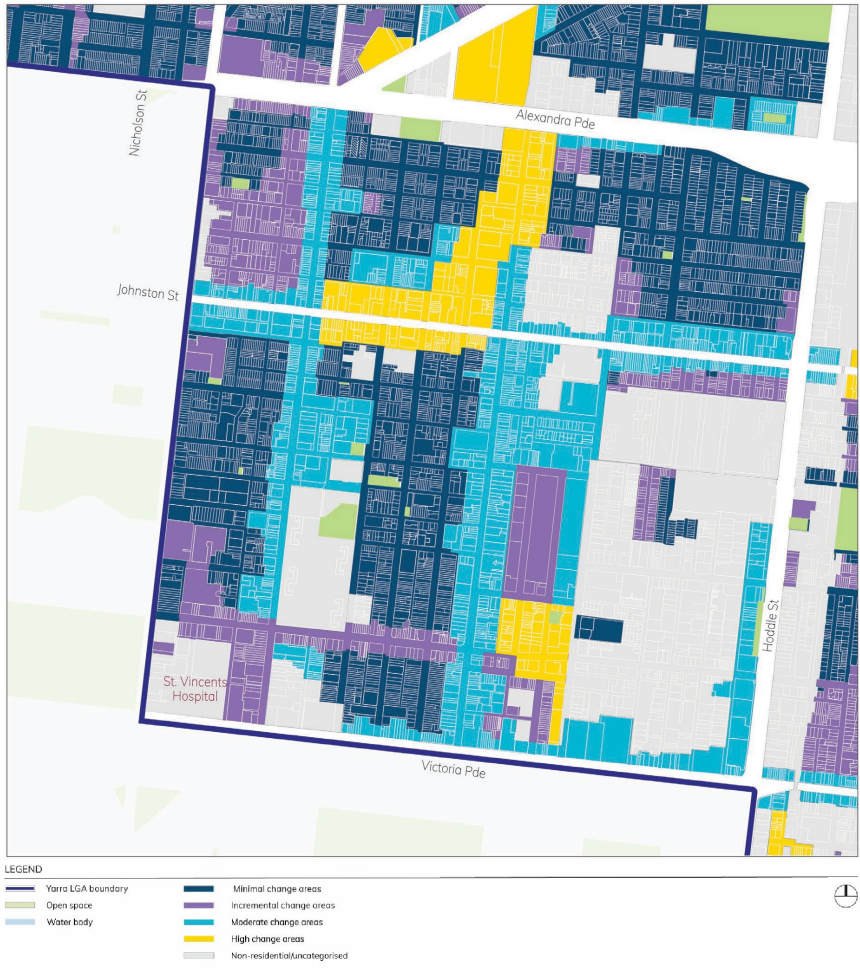 Nicholson St
Alexandra Pde
Johnston St
Hoddle St
St. Vincents
Hospital
Victoria Pde
LEGEND
Yarra LGA boundary
Open space
Water body
Minimal change areas
Incremental change areas
Moderate change areas
High change areas
Non-residential/uncategorised